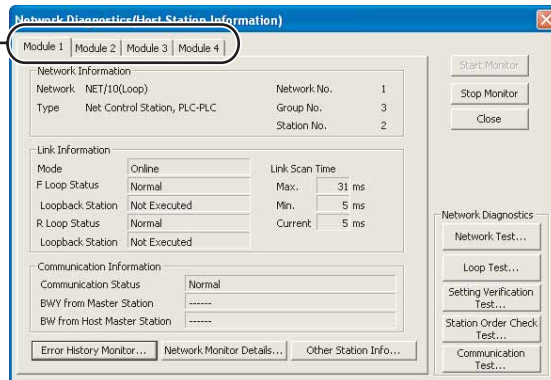 Network Diagnostics(Host Station Information)
Module 1 Module 2 Module 3 Module 4
Network Information
Network NET/10(Loop) Network No. 1
Type Net Control Station, PLC-PLC Group No. 3
Station No. 2
Link Information
Mode Online Link Scan Time
F Loop Status Normal Max. 31 ms
Loopback Station Not Executed Min. 5 ms
R Loop Status Normal Current 5 ms
Loopback Station Not Executed
Communication Information
Communication Status Normal
BWY from Master Station ------
BW from Host Master Station ------
Error History Monitor... Network Monitor Details... Other Station Info...
Start Monitor
Stop Monitor
Close
Network Diagnostics
Network Test...
Loop Test...
Setting Verification
Test...
Station Order Check
Test...
Communication
Test...